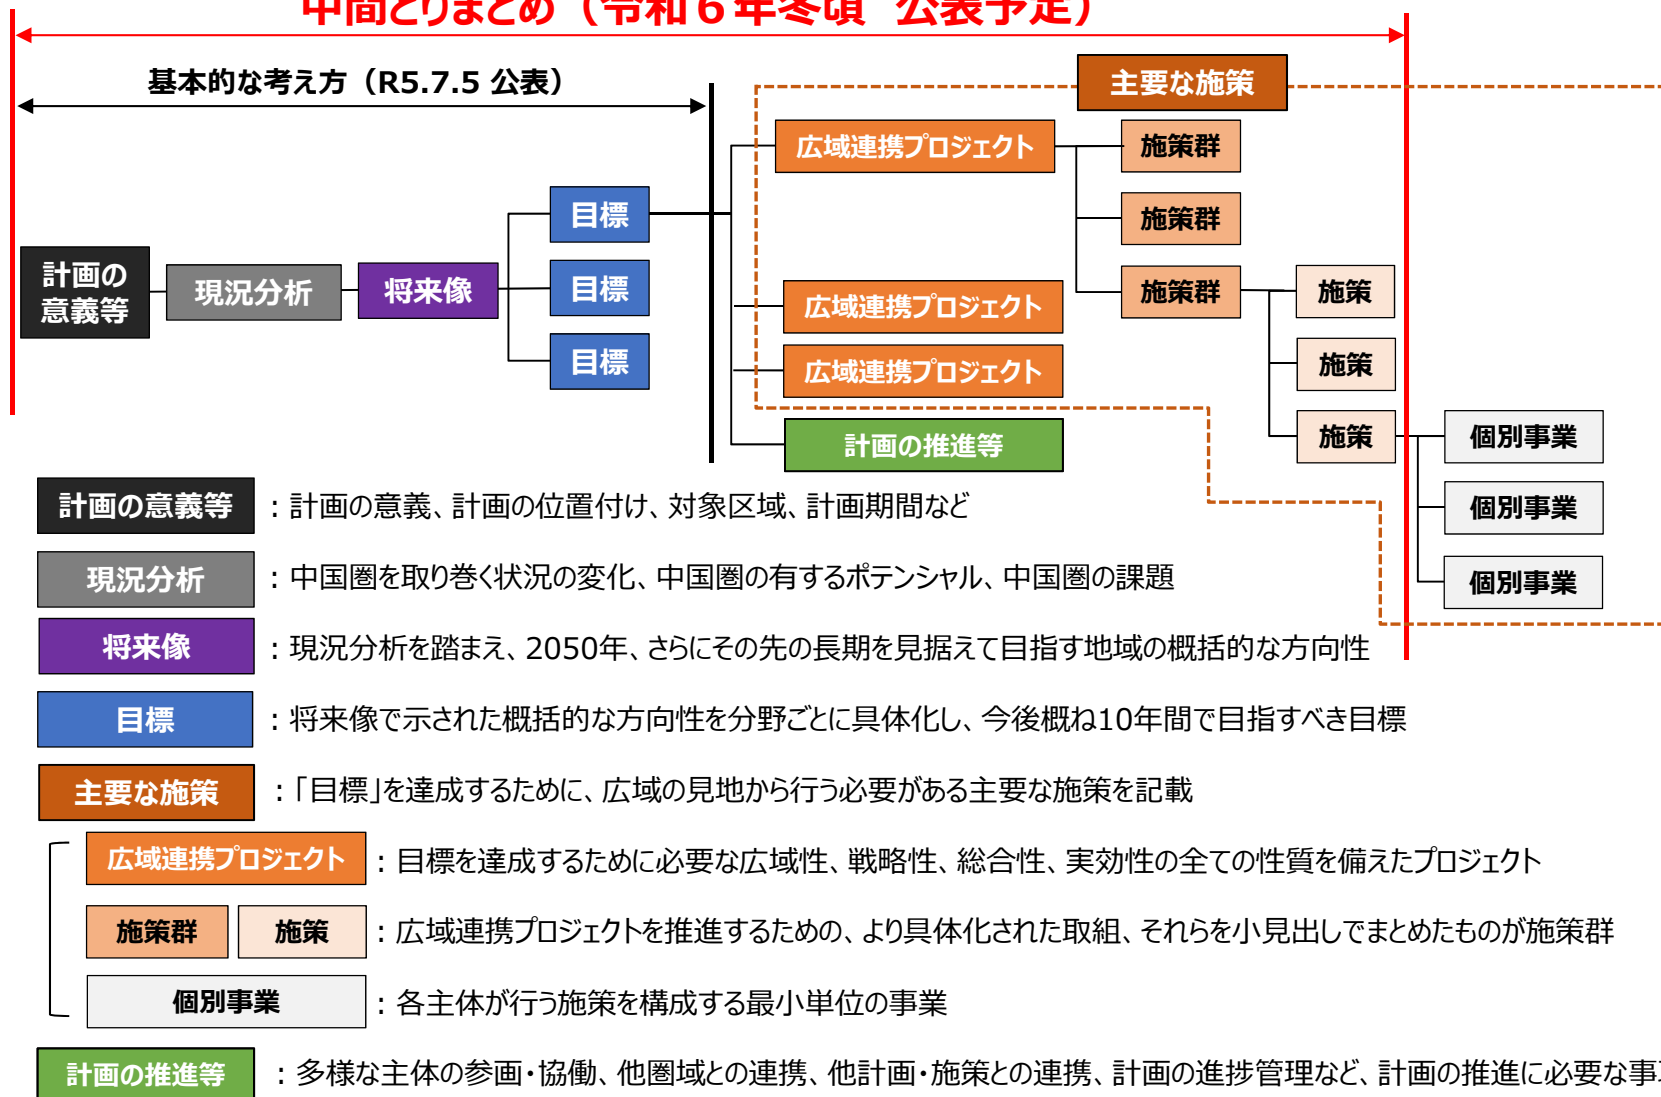 中間とりまとめ（令和６年冬頃 公表予定）
基本的な考え方（R5.7.5 公表）
主要な施策
広域連携プロジェクト
施策群
目標
施策群
計画の
意義等
現況分析
将来像
目標
広域連携プロジェクト
施策群
施策
目標
広域連携プロジェクト
施策
計画の推進等
施策
個別事業
個別事業
個別事業
計画の意義等 ：計画の意義、計画の位置付け、対象区域、計画期間など
現況分析 ：中国圏を取り巻く状況の変化、中国圏の有するポテンシャル、中国圏の課題
将来像 ：現況分析を踏まえ、2050年、さらにその先の長期を見据えて目指す地域の概括的な方向性
目標 ：将来像で示された概括的な方向性を分野ごとに具体化し、今後概ね10年間で目指すべき目標
主要な施策 ：「目標」を達成するために、広域の見地から行う必要がある主要な施策を記載
広域連携プロジェクト ：目標を達成するために必要な広域性、戦略性、総合性、実効性の全ての性質を備えたプロジェクト
施策群 施策 ：広域連携プロジェクトを推進するための、より具体化された取組、それらを小見出しでまとめたものが施策群
個別事業 ：各主体が行う施策を構成する最小単位の事業
計画の推進等 ：多様な主体の参画・協働、他圏域との連携、他計画・施策との連携、計画の進捗管理など、計画の推進に必要な事